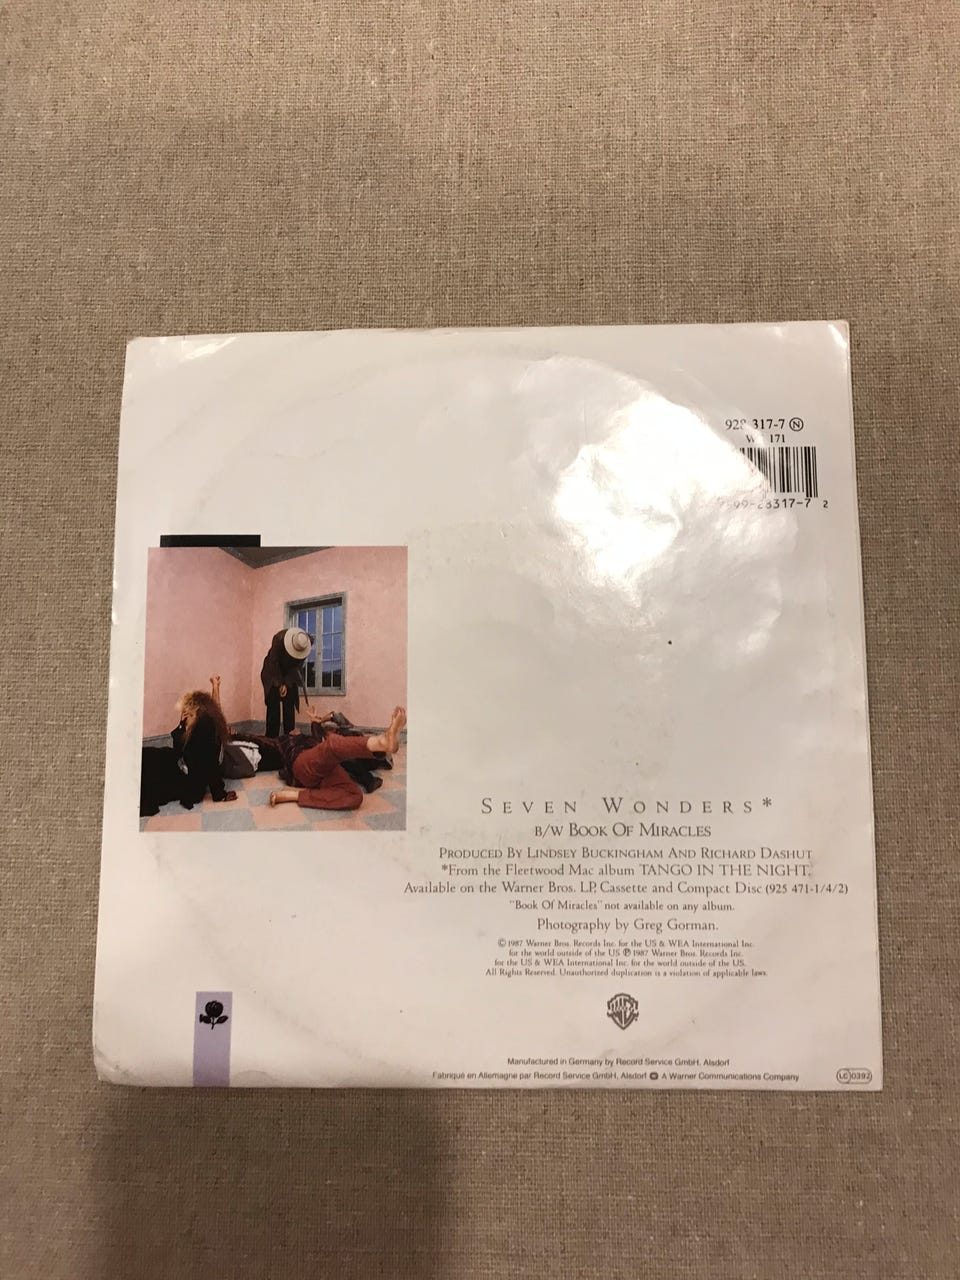 928 317-7 Ⓝ
171
317-7 2
SEVEN WONDERS*
B/W BOOK OF MIRACLES
PRODUCED BY LINDSEY BUCKINGHAM AND RICHARD DASHUT
*From the Fleetwood Mac album TANGO IN THE NIGHT.
Available on the Warner Bros. LP, Cassette and Compact Disc (925 471-1/4/2)
"Book Of Miracles" not available on any album.
Photography by Greg Gorman.
© 1987 Warner Bros. Records Inc. for the US & WEA International Inc.
for the world outside of the US ℗ 1987 Warner Bros. Records Inc.
for the US & WEA International Inc. for the world outside of the US.
All Rights Reserved. Unauthorized duplication is a violation of applicable laws.
Manufactured in Germany by Record Service GmbH, Alsdorf
Fabriqué en Allemagne par Record Service GmbH, Alsdorf A Warner Communications Company
LC 0392